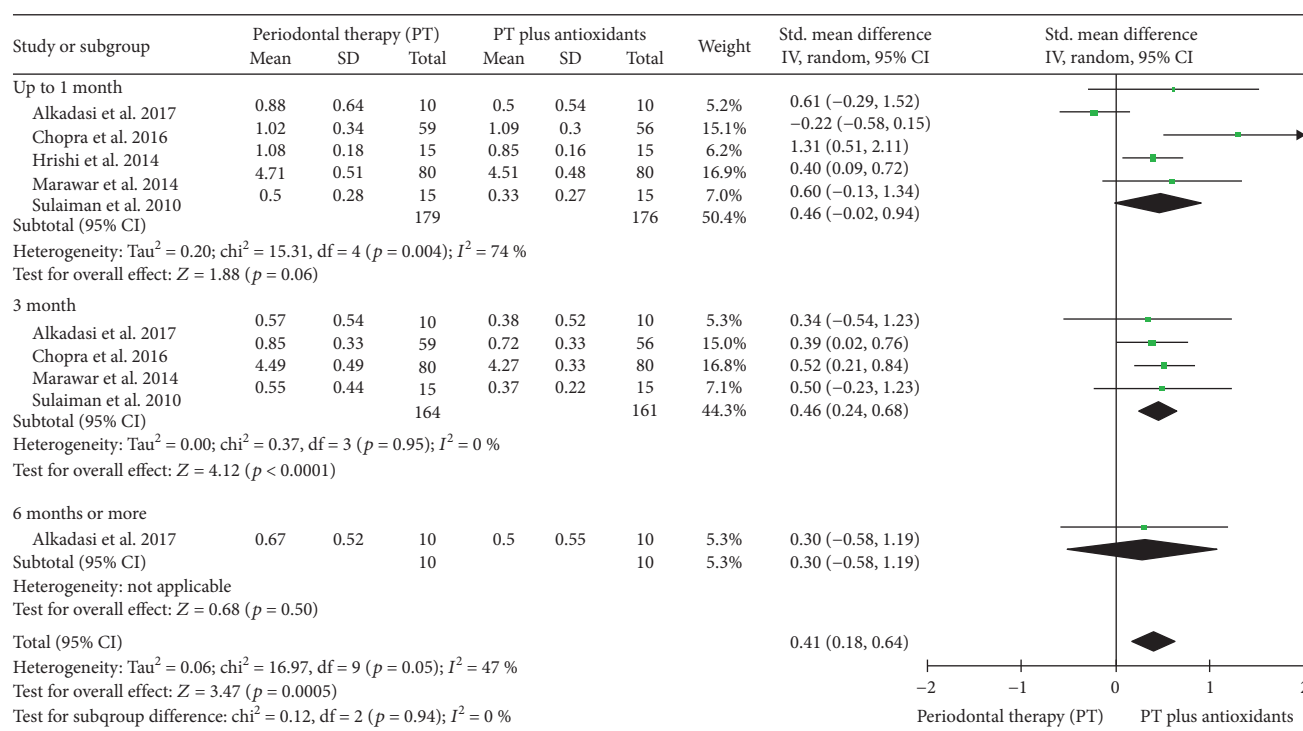 Study or subgroup Periodontal therapy (PT) PT plus antioxidants Weight Std. mean difference Std. mean difference
Mean SD Total Mean SD Total IV, random, 95% CI IV, random, 95% CI
Up to 1 month
Alkadasi et al. 2017 0.88 0.64 10 0.5 0.54 10 5.2% 0.61 (−0.29, 1.52)
Chopra et al. 2016 1.02 0.34 59 1.09 0.3 56 15.1% −0.22 (−0.58, 0.15)
Hrishi et al. 2014 1.08 0.18 15 0.85 0.16 15 6.2% 1.31 (0.51, 2.11)
Marawar et al. 2014 4.71 0.51 80 4.51 0.48 80 16.9% 0.40 (0.09, 0.72)
Sulaiman et al. 2010 0.5 0.28 15 0.33 0.27 15 7.0% 0.60 (−0.13, 1.34)
Subtotal (95% CI) 179 176 50.4% 0.46 (−0.02, 0.94)
Heterogeneity: Tau² = 0.20; chi² = 15.31, df = 4 (p = 0.004); I² = 74 %
Test for overall effect: Z = 1.88 (p = 0.06)
3 month
Alkadasi et al. 2017 0.57 0.54 10 0.38 0.52 10 5.3% 0.34 (−0.54, 1.23)
Chopra et al. 2016 0.85 0.33 59 0.72 0.33 56 15.0% 0.39 (0.02, 0.76)
Marawar et al. 2014 4.49 0.49 80 4.27 0.33 80 16.8% 0.52 (0.21, 0.84)
Sulaiman et al. 2010 0.55 0.44 15 0.37 0.22 15 7.1% 0.50 (−0.23, 1.23)
Subtotal (95% CI) 164 161 44.3% 0.46 (0.24, 0.68)
Heterogeneity: Tau² = 0.00; chi² = 0.37, df = 3 (p = 0.95); I² = 0 %
Test for overall effect: Z = 4.12 (p < 0.0001)
6 months or more
Alkadasi et al. 2017 0.67 0.52 10 0.5 0.55 10 5.3% 0.30 (−0.58, 1.19)
Subtotal (95% CI) 10 10 5.3% 0.30 (−0.58, 1.19)
Heterogeneity: not applicable
Test for overall effect: Z = 0.68 (p = 0.50)
Total (95% CI) 0.41 (0.18, 0.64)
Heterogeneity: Tau² = 0.06; chi² = 16.97, df = 9 (p = 0.05); I² = 47 %
Test for overall effect: Z = 3.47 (p = 0.0005)
Test for subqroup difference: chi² = 0.12, df = 2 (p = 0.94); I² = 0 %
−2 −1 0 1 2
Periodontal therapy (PT) PT plus antioxidants